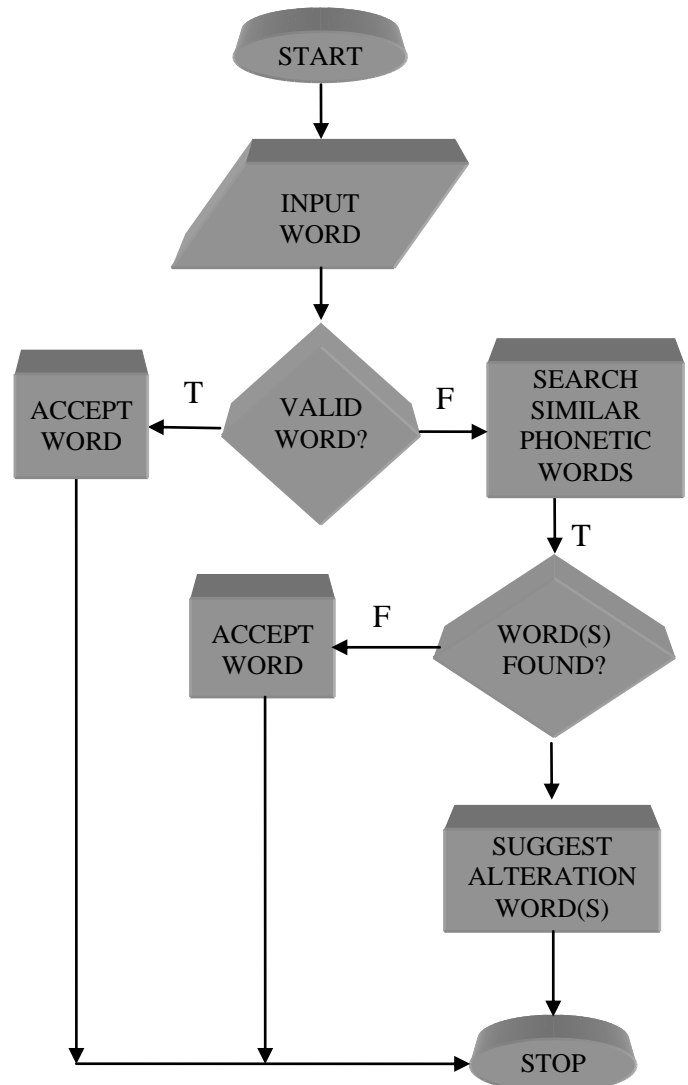 START
INPUT
WORD
ACCEPT
WORD
T
VALID
WORD?
F
SEARCH
SIMILAR
PHONETIC
WORDS
T
ACCEPT
WORD
F
WORD(S)
FOUND?
SUGGEST
ALTERATION
WORD(S)
STOP